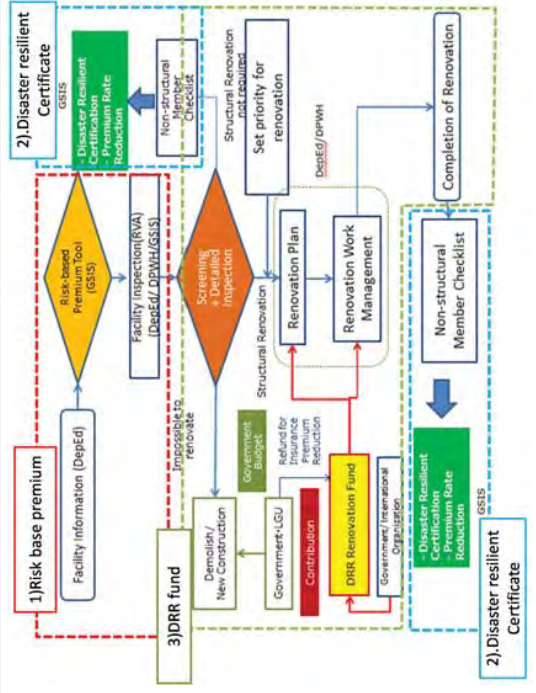 1)Risk base premium
Facility Information (DepEd)
Risk-based
Premium Tool
(GSIS)
Facility Inspection(RVA)
(DepEd/ DPWH/GSIS)
2).Disaster resilient
Certificate
GSIS
- Disaster Resilient
Certification
- Premium Rate
Reduction
Non-structural
Member
Checklist
Screening
+ Detailed
Inspection
Structural Renovation
not required
Impossible to
renovate
Structural Renovation
Set priority for
renovation
3)DRR fund
Demolish/
New Construction
Government
Budget
Government・LGU
Refund for
Insurance
Premium
Reduction
Contribution
DRR Renovation Fund
Government/ International
Organization
Renovation Plan
Renovation Work
Management
DepEd/DPWH
Completion of Renovation
Non-structural
Member Checklist
- Disaster Resilient
Certification
- Premium Rate
Reduction
GSIS
2).Disaster resilient
Certificate